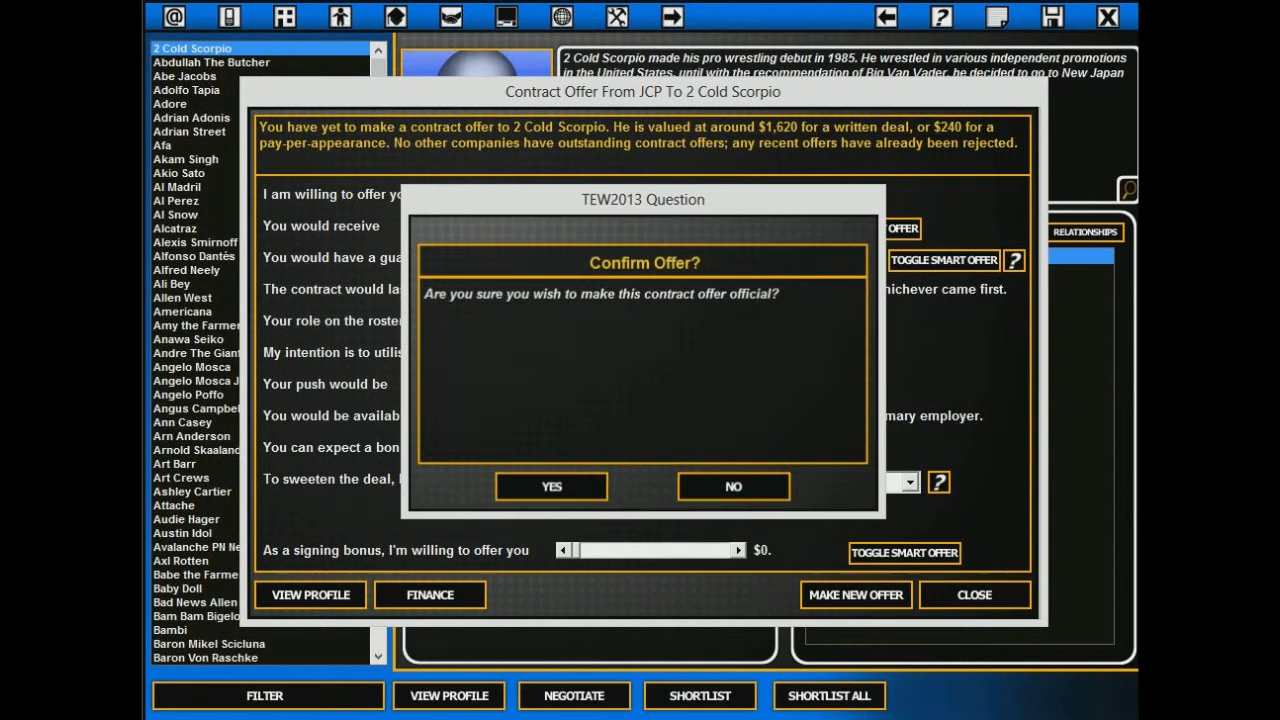 2 Cold Scorpio
Abdullah The Butcher
Abe Jacobs
Adolfo Tapia
Adore
Adrian Adonis
Adrian Street
Afa
Akam Singh
Akio Sato
Al Madril
Al Perez
Al Snow
Alcatraz
Alexis Smirnoff
Alfonso Dantés
Alfred Neely
Ali Bey
Allen West
Americana
Amy the Farmer
Anawa Seiko
Andre The Giant
Angelo Mosca
Angelo Mosca J
Angelo Poffo
Angus Campbel
Ann Casey
Arn Anderson
Arnold Skaaland
Art Barr
Art Crews
Ashley Cartier
Attache
Audie Hager
Austin Idol
Avalanche PN Ne
Axl Rotten
Babe the Farme
Baby Doll
Bad News Allen
Bam Bam Bigelo
Bambi
Baron Mikel Scicluna
Baron Von Raschke
2 Cold Scorpio made his pro wrestling debut in 1985. He wrestled in various independent promotions
in the United States, until with the recommendation of Big Van Vader, he decided to go to New Japan
Contract Offer From JCP To 2 Cold Scorpio
You have yet to make a contract offer to 2 Cold Scorpio. He is valued at around $1,620 for a written deal, or $240 for a
pay-per-appearance. No other companies have outstanding contract offers; any recent offers have already been rejected.
I am willing to offer yo
You would receive
OFFER
You would have a gua
TOGGLE SMART OFFER ?
The contract would la
hichever came first.
Your role on the roster
My intention is to utilis
Your push would be
You would be availab
mary employer.
You can expect a bon
To sweeten the deal, I
?
As a signing bonus, I'm willing to offer you
$0.
TOGGLE SMART OFFER
VIEW PROFILE
FINANCE
MAKE NEW OFFER
CLOSE
TEW2013 Question
Confirm Offer?
Are you sure you wish to make this contract offer official?
YES
NO
RELATIONSHIPS
FILTER
VIEW PROFILE
NEGOTIATE
SHORTLIST
SHORTLIST ALL